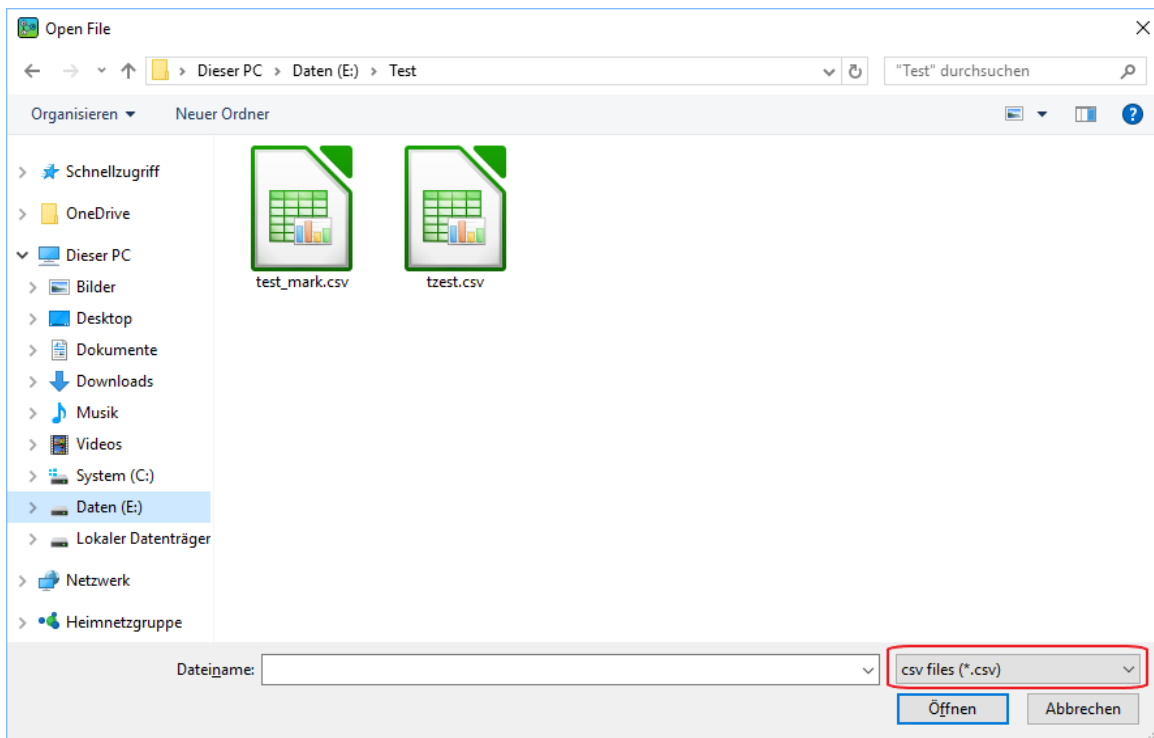 Open File
Dieser PC > Daten (E:) > Test
"Test" durchsuchen
Organisieren
Neuer Ordner
Schnellzugriff
OneDrive
Dieser PC
Bilder
Desktop
Dokumente
Downloads
Musik
Videos
System (C:)
Daten (E:)
Lokaler Datenträger
Netzwerk
Heimnetzgruppe
test_mark.csv
tzest.csv
Dateiname:
csv files (*.csv)
Öffnen
Abbrechen